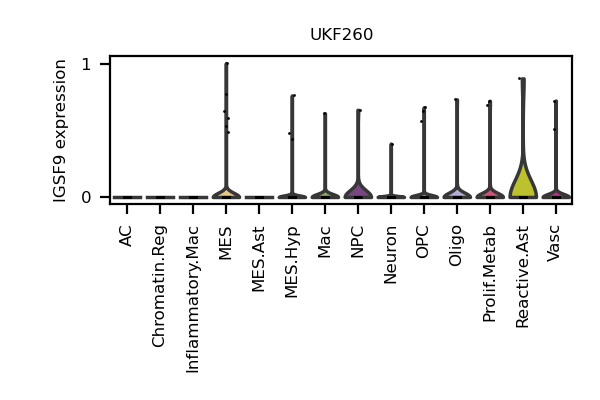 UKF260
IGSF9 expression
1
0
AC
Chromatin.Reg
Inflammatory.Mac
MES
MES.Ast
MES.Hyp
Mac
NPC
Neuron
OPC
Oligo
Prolif.Metab
Reactive.Ast
Vasc